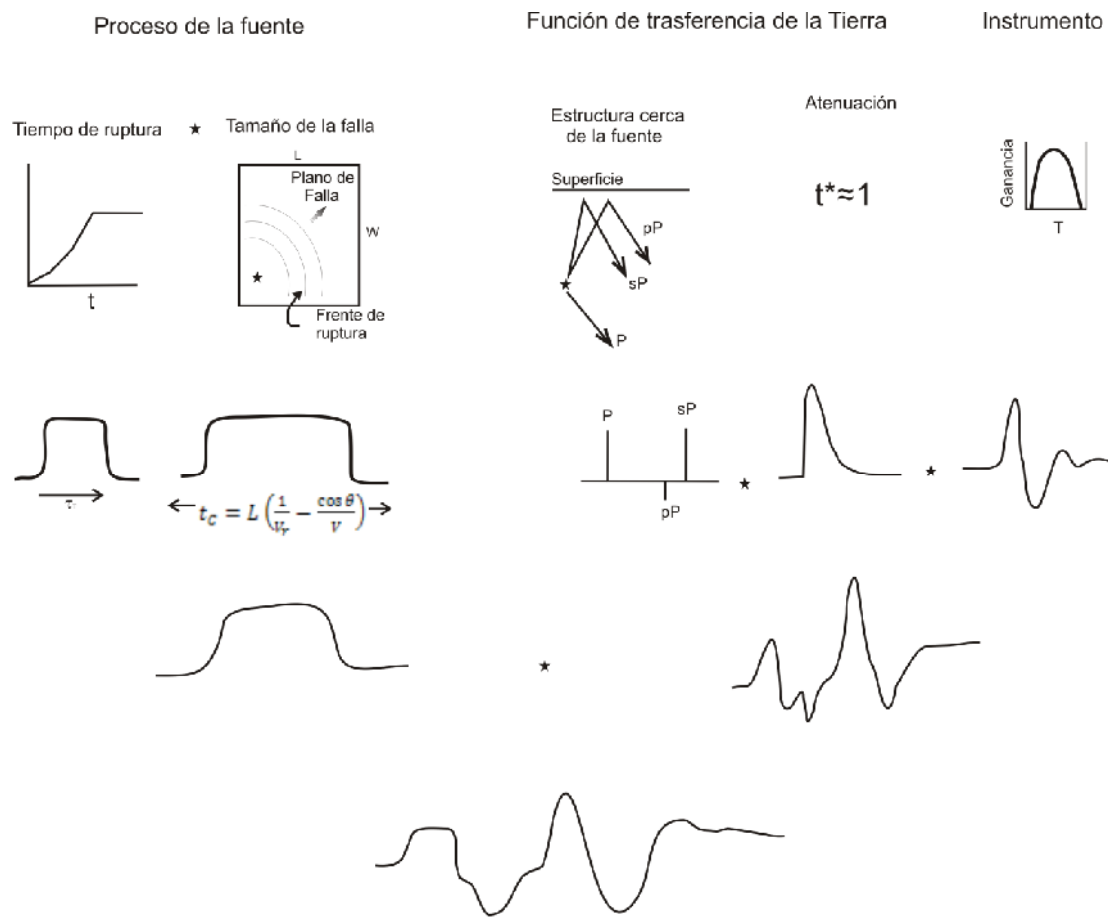 Proceso de la fuente
Función de trasferencia de la Tierra
Instrumento
Tiempo de ruptura ★ Tamaño de la falla
t
L
Plano de
Falla
W
Frente de
ruptura
Estructura cerca
de la fuente
Superficie
pP
sP
P
Atenuación
t*≈1
Ganancia
T
t_c = L (1/V_r − cos θ/V)
P
sP
pP